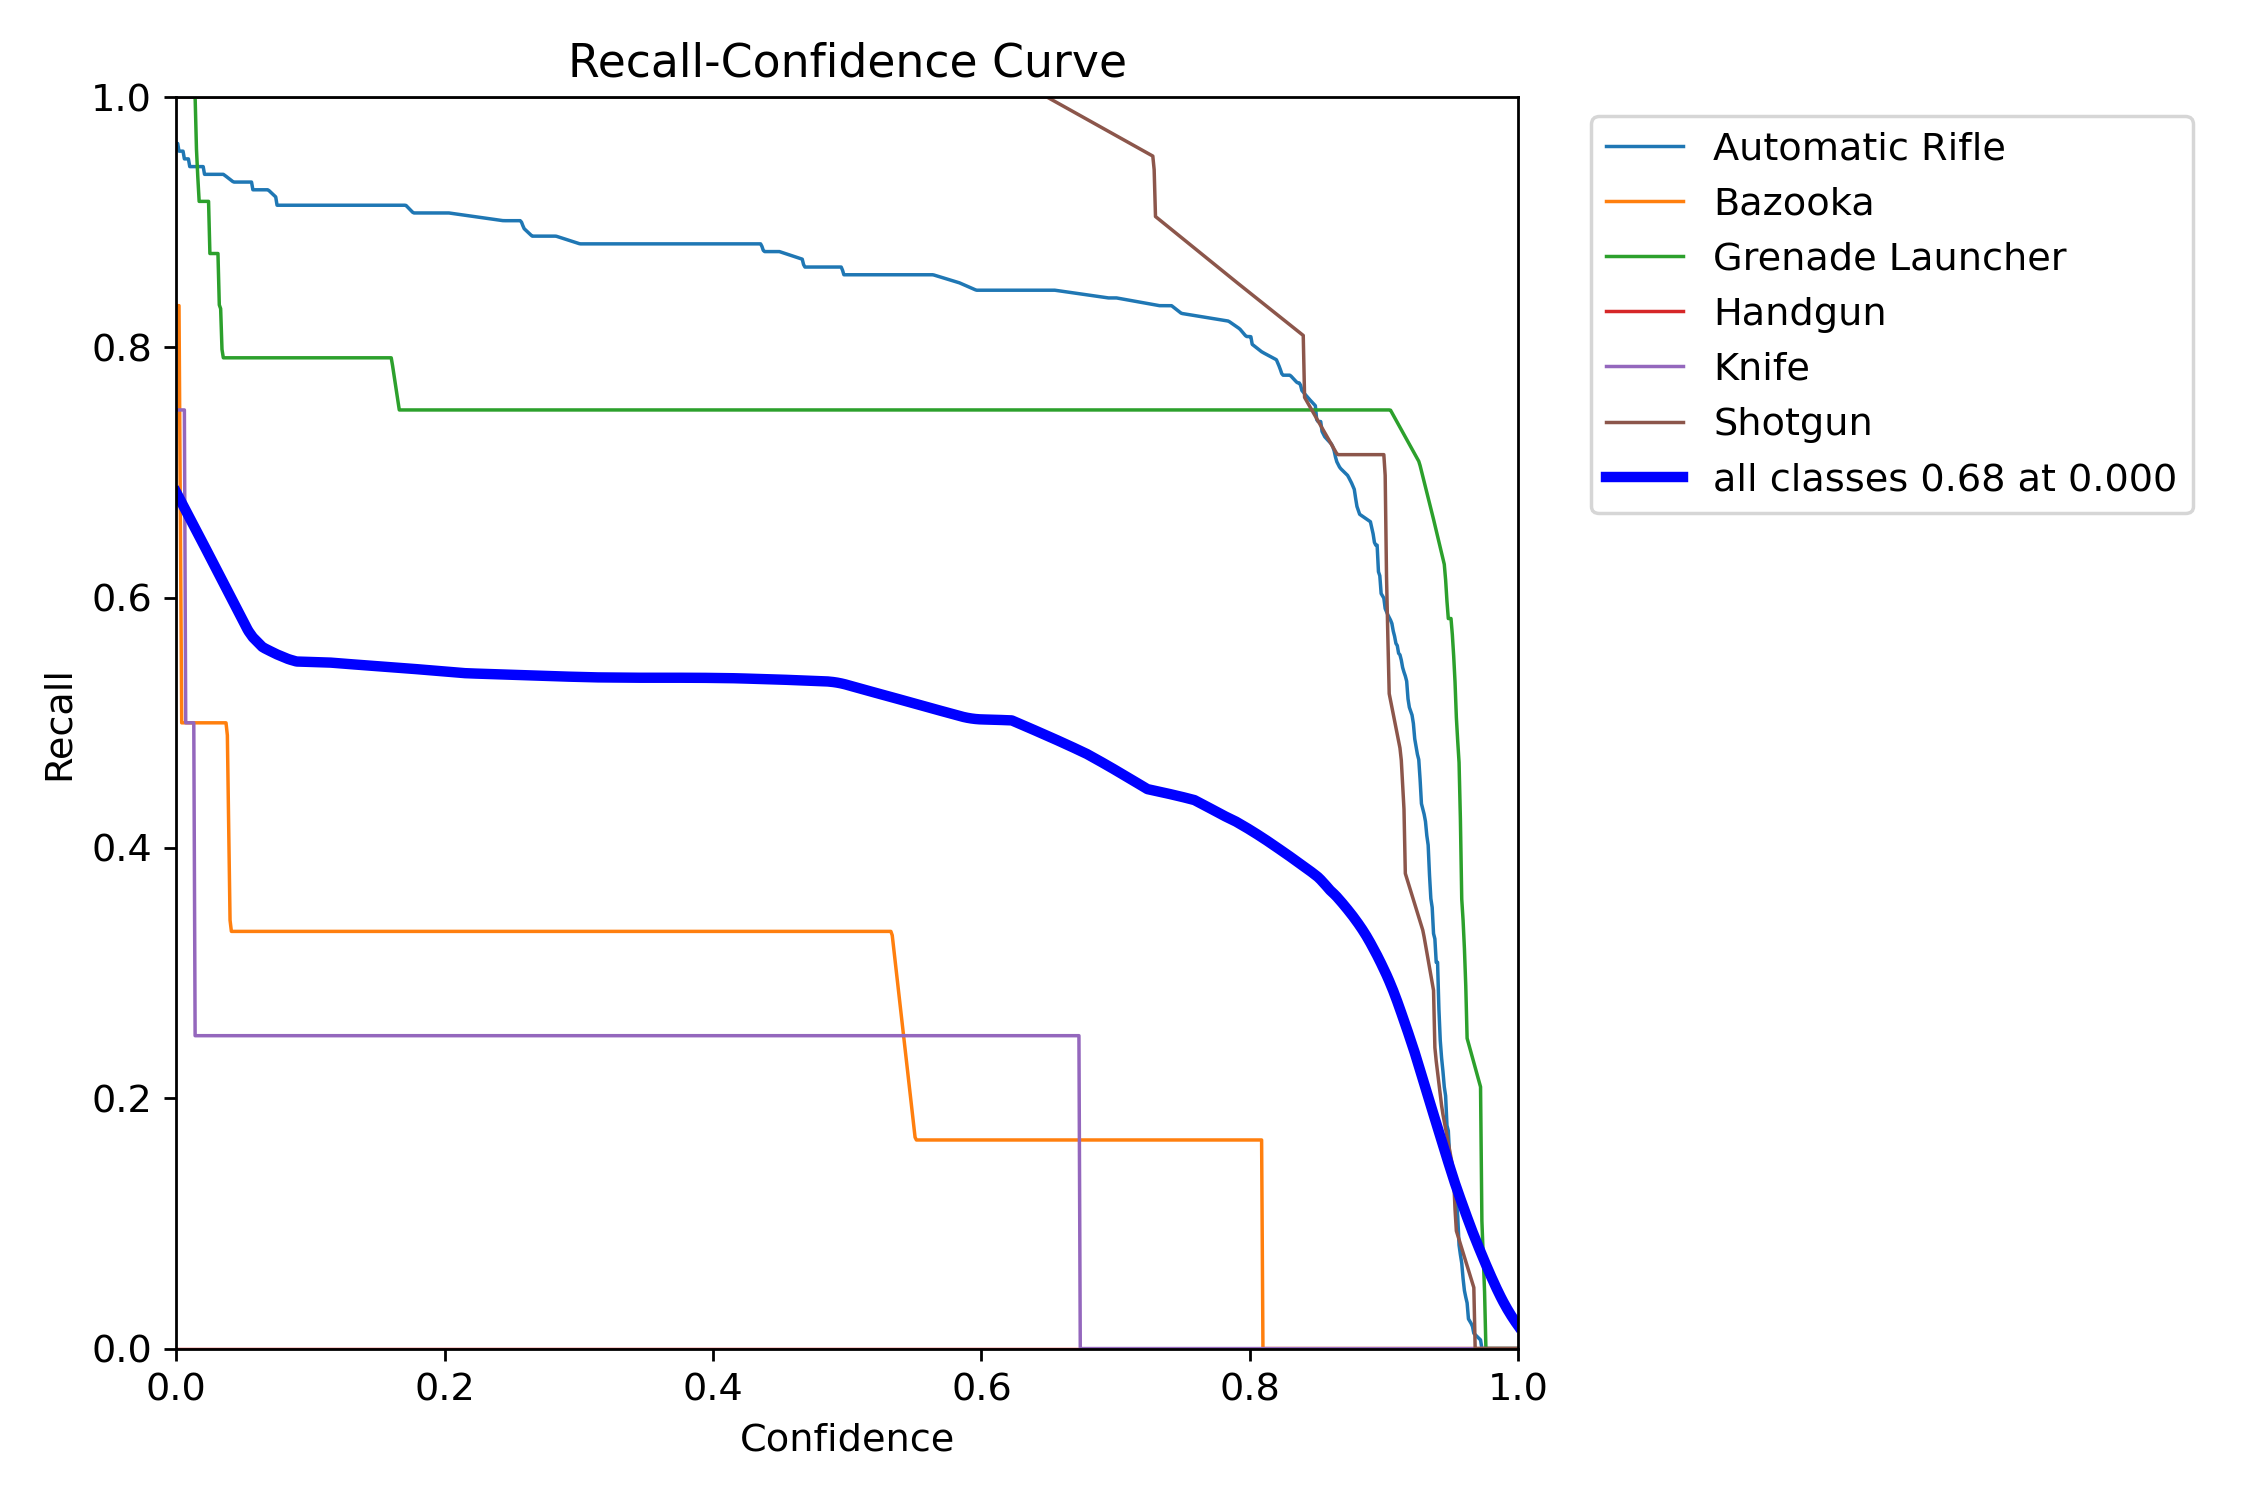 Recall-Confidence Curve
1.0
0.8
0.6
0.4
0.2
0.0
Recall
0.0 0.2 0.4 0.6 0.8 1.0
Confidence
Automatic Rifle
Bazooka
Grenade Launcher
Handgun
Knife
Shotgun
all classes 0.68 at 0.000